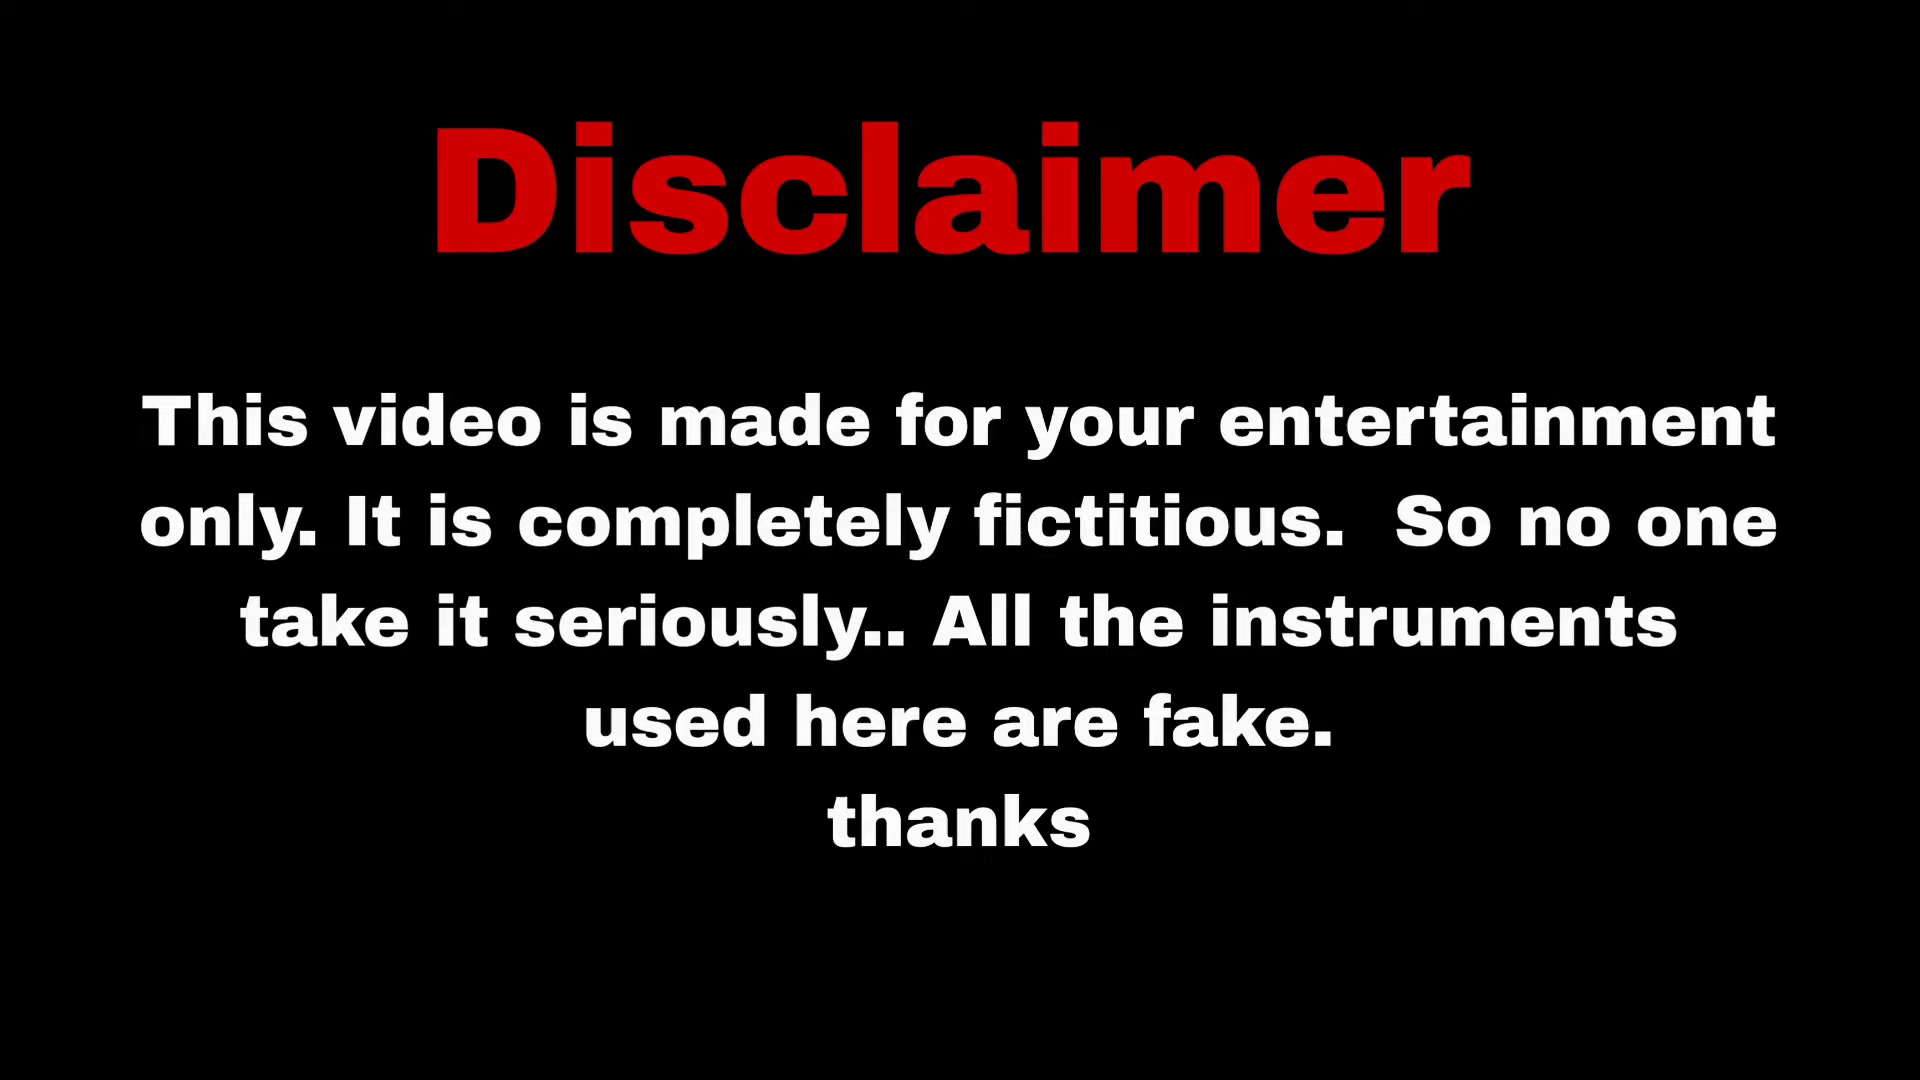 Disclaimer
This video is made for your entertainment
only. It is completely fictitious.  So no one
take it seriously.. All the instruments
used here are fake.
thanks